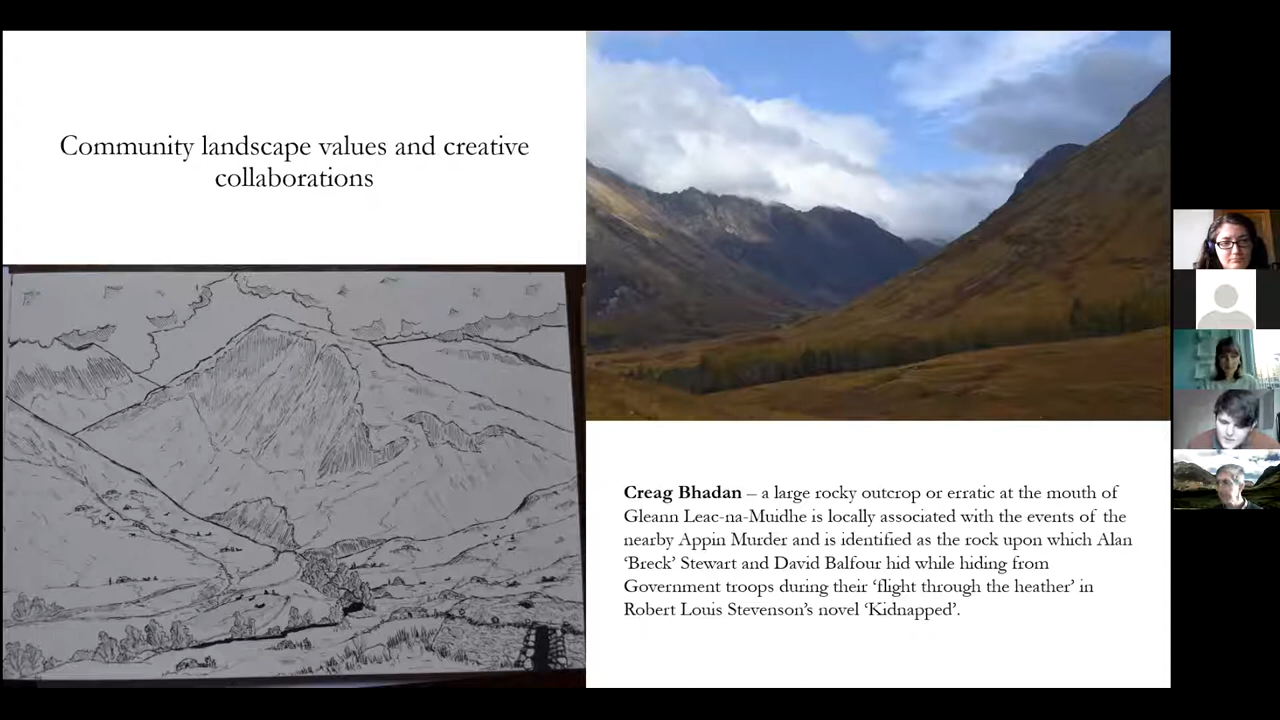 Community landscape values and creative
collaborations
Creag Bhadan – a large rocky outcrop or erratic at the mouth of
Gleann Leac-na-Muidhe is locally associated with the events of the
nearby Appin Murder and is identified as the rock upon which Alan
‘Breck’ Stewart and David Balfour hid while hiding from
Government troops during their ‘flight through the heather’ in
Robert Louis Stevenson’s novel ‘Kidnapped’.